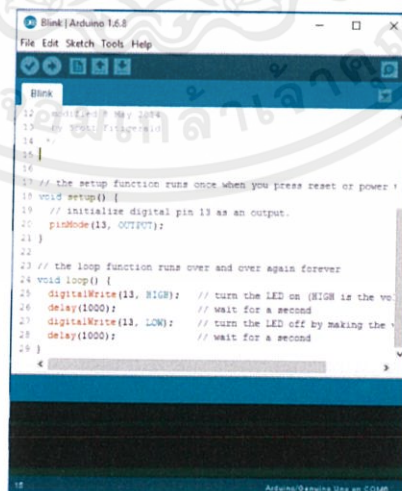 Blink | Arduino 1.6.8
File Edit Sketch Tools Help
Blink
12 modified 8 May 2014
13 by Scott Fitzgerald
14 */
15
16
17 // the setup function runs once when you press reset or power
18 void setup() {
19 // initialize digital pin 13 as an output.
20 pinMode(13, OUTPUT);
21 }
22
23 // the loop function runs over and over again forever
24 void loop() {
25 digitalWrite(13, HIGH); // turn the LED on (HIGH is the vo
26 delay(1000); // wait for a second
27 digitalWrite(13, LOW); // turn the LED off by making the
28 delay(1000); // wait for a second
29 }
15
Arduino/Genuino Uno on